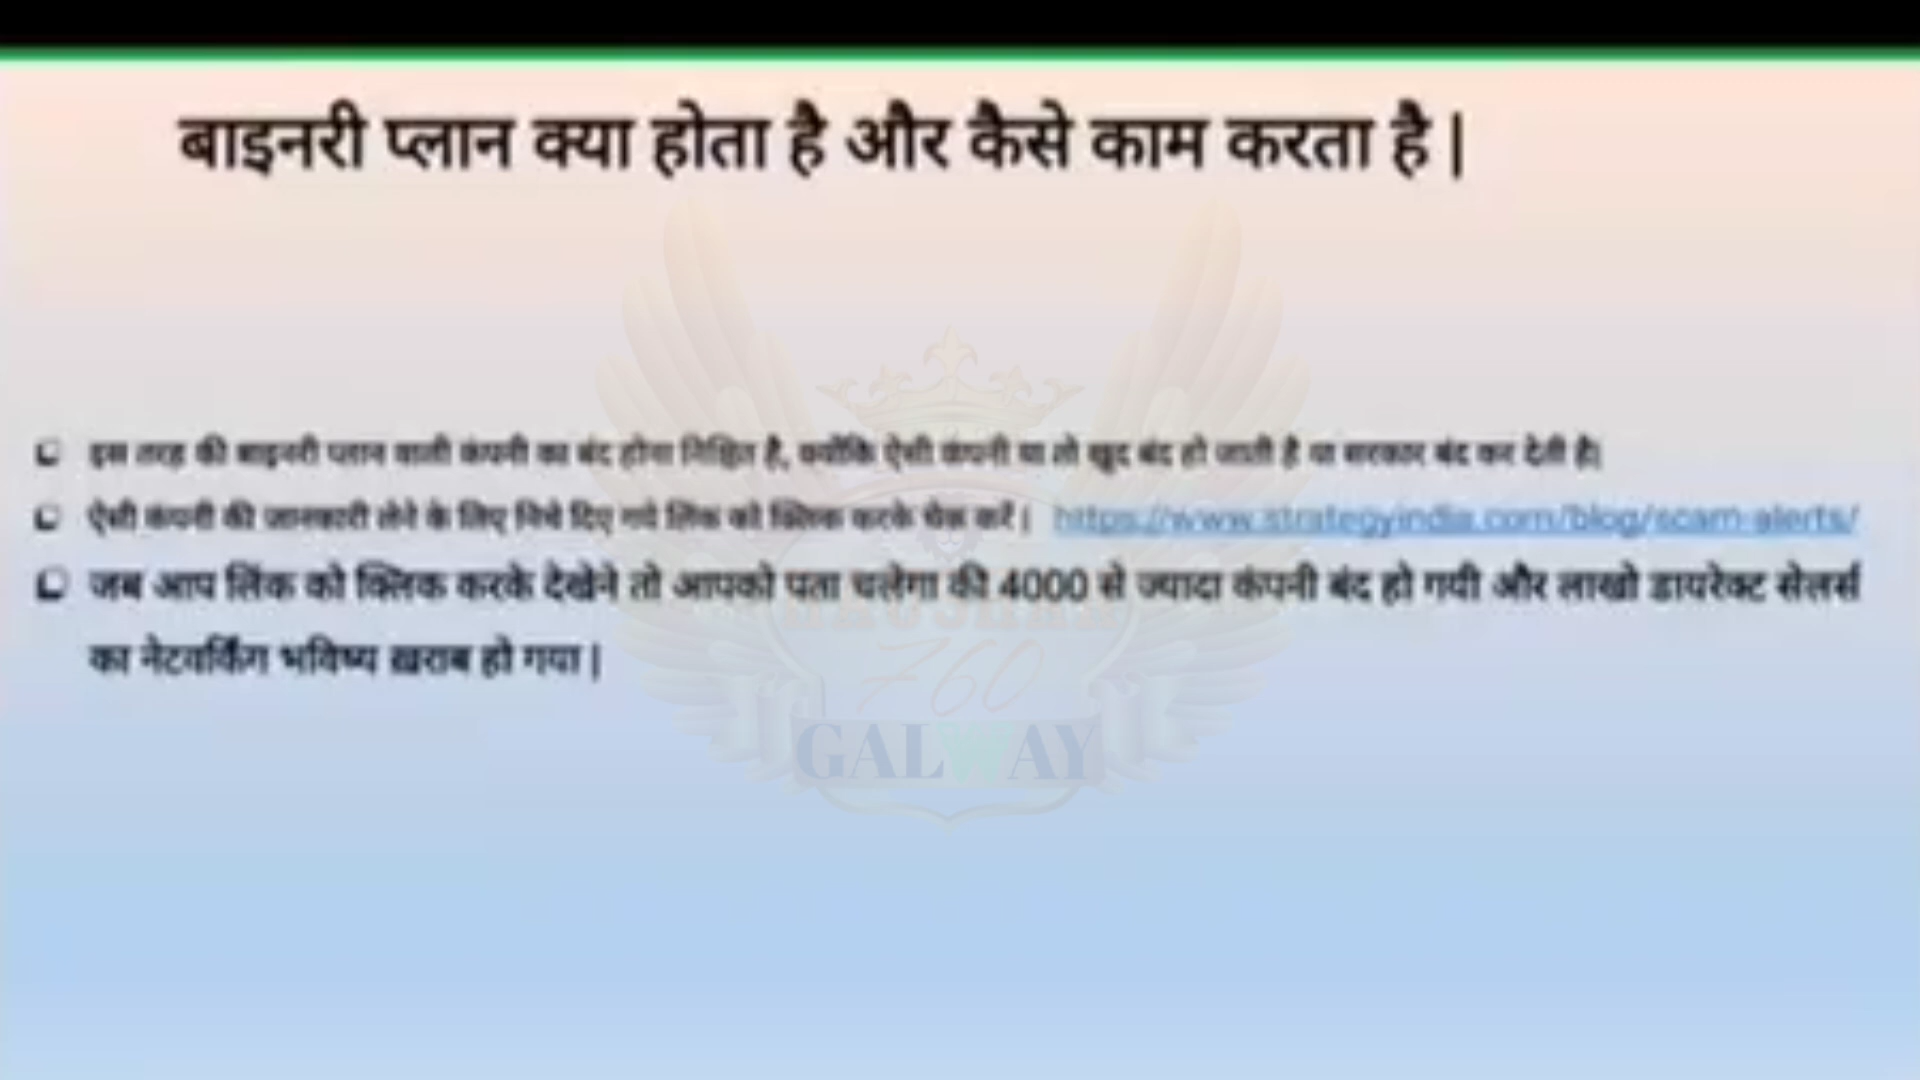 बाइनरी प्लान क्या होता है और कैसे काम करता है |
इस तरह की बाइनरी प्लान वाली कंपनी का बंद होना निश्चित है, क्योंकि ऐसी कंपनी या तो खुद बंद हो जाती है या सरकार बंद कर देती है|
ऐसी कंपनी की जानकारी लेने के लिए निचे दिए गये लिंक को क्लिक करके चेक करें | https://www.strategyindia.com/blog/scam-alerts/
जब आप लिंक को क्लिक करके देखेने तो आपको पता चलेगा की 4000 से ज्यादा कंपनी बंद हो गयी और लाखो डायरेक्ट सेलर्स
का नेटवर्किंग भविष्य ख़राब हो गया |
760
GALWAY